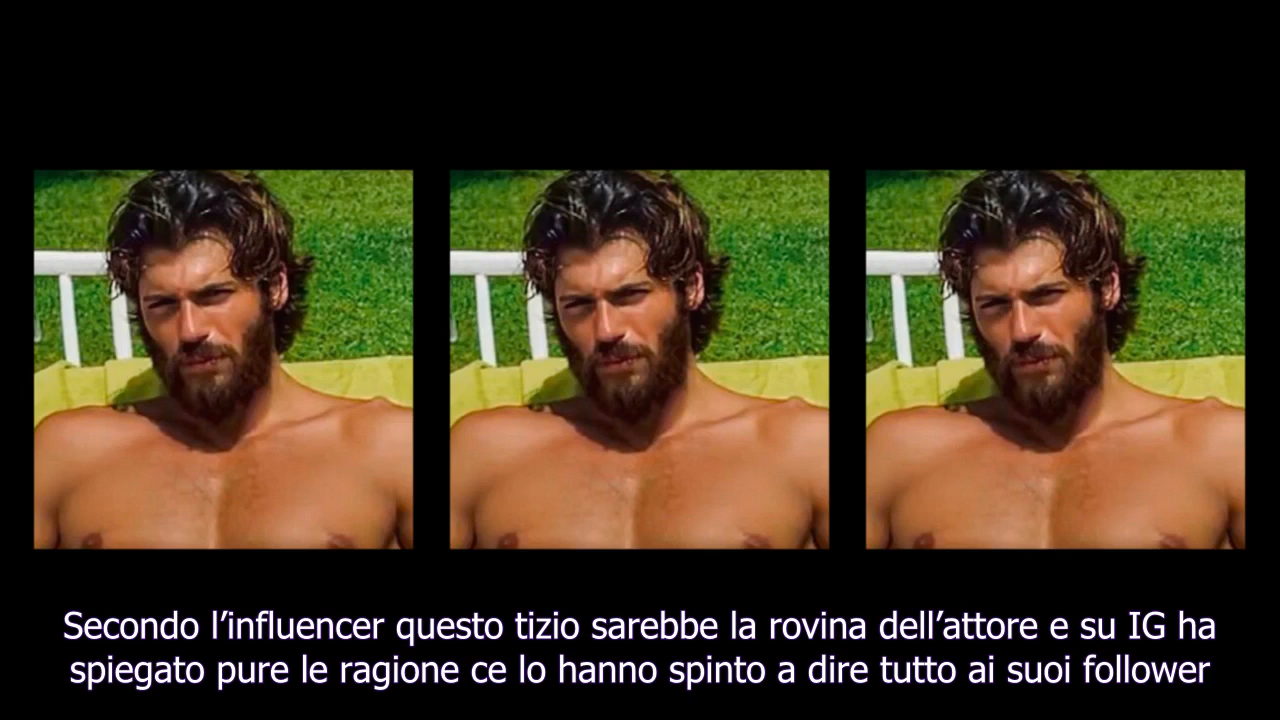 Secondo l’influencer questo tizio sarebbe la rovina dell’attore e su IG ha
spiegato pure le ragione ce lo hanno spinto a dire tutto ai suoi follower